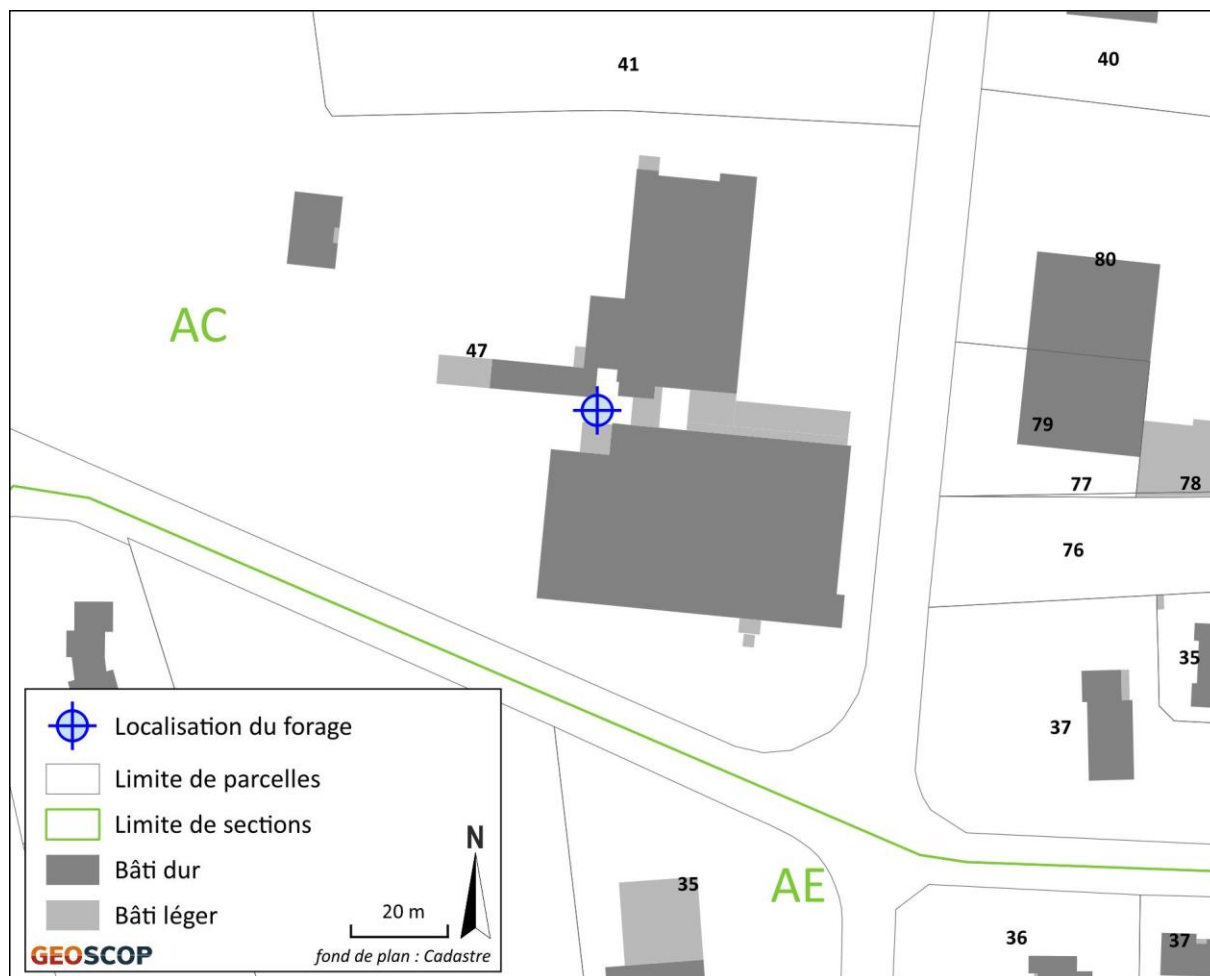 41
40
80
AC
47
79
77
78
76
35
37
Localisation du forage
Limite de parcelles
Limite de sections
Bâti dur
Bâti léger
N
20 m
GEOSCOP
fond de plan : Cadastre
35
AE
36
37